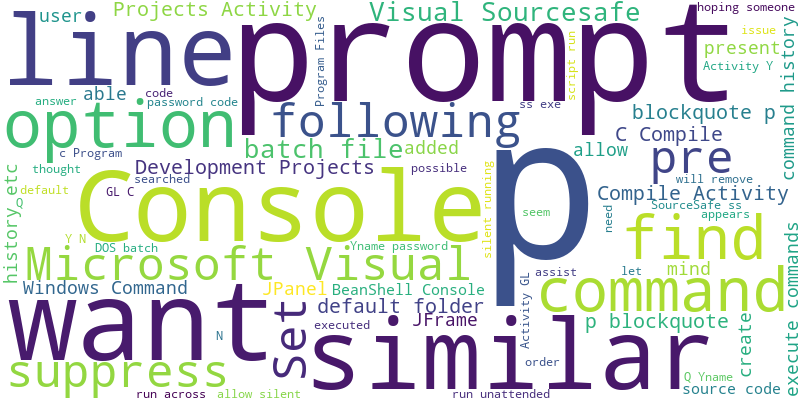 user
Projects Activity
Visual Sourcesafe
hoping someone
line
prompt
Program Files
script run
issue
present
command history
able
code
Activity Y
answer
password code
ss exe
option
following
blockquote p
c Program
batch file
added
C Compile
allow
pre
thought
Development Projects
possible
searched
will remove
history etc
default
GL C
Console
p
silent running
Compile Activity
SourceSafe ss
appears
seem
need
Y N
DOS batch
Yname password
find
execute commands
Microsoft Visual
let
mind
assist
command
Windows Command
JPanel
BeanShell Console
Activity GL
want
Set
default folder
JFrame
p blockquote
N
executed
similar
create
order
suppress
Q Yname
source code
run across
allow silent
run unattended
Q